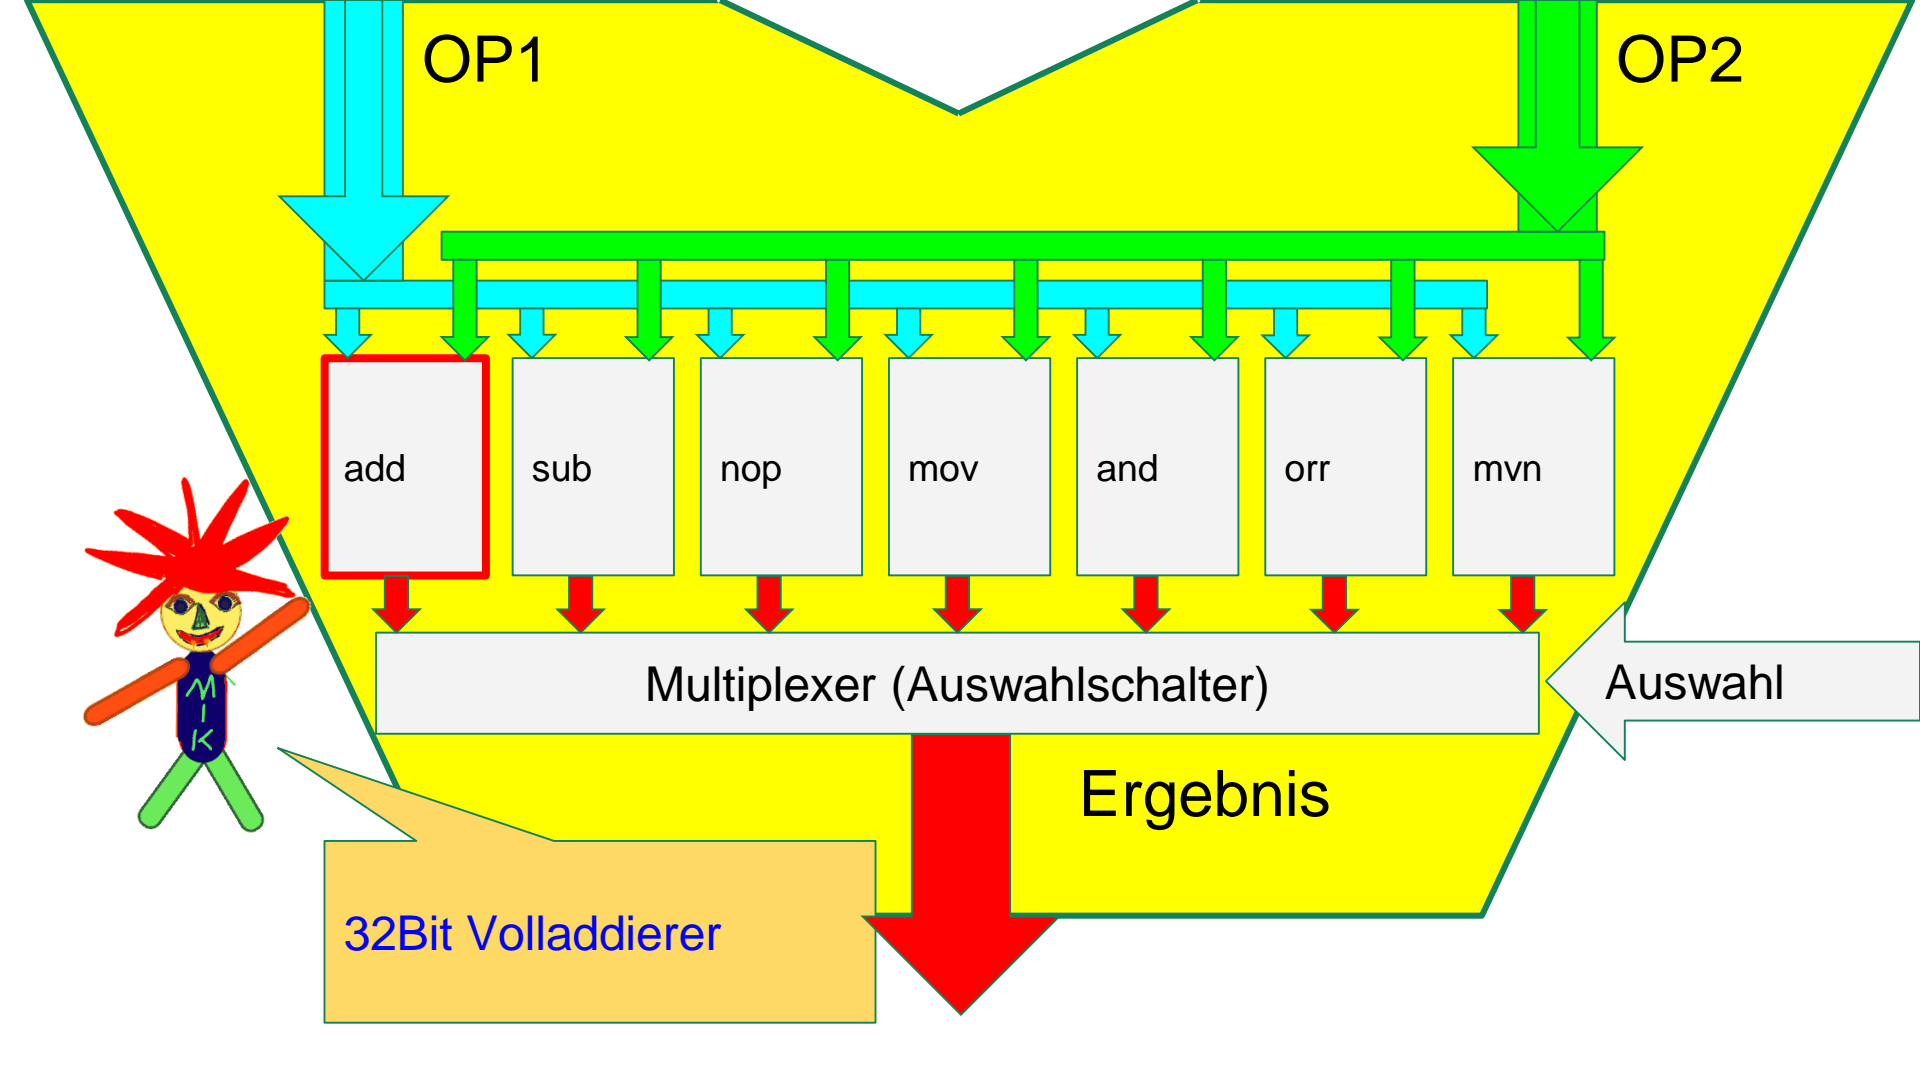 OP1
OP2
add
sub
nop
mov
and
orr
mvn
Multiplexer (Auswahlschalter)
Auswahl
MIK
Ergebnis
32Bit Volladdierer